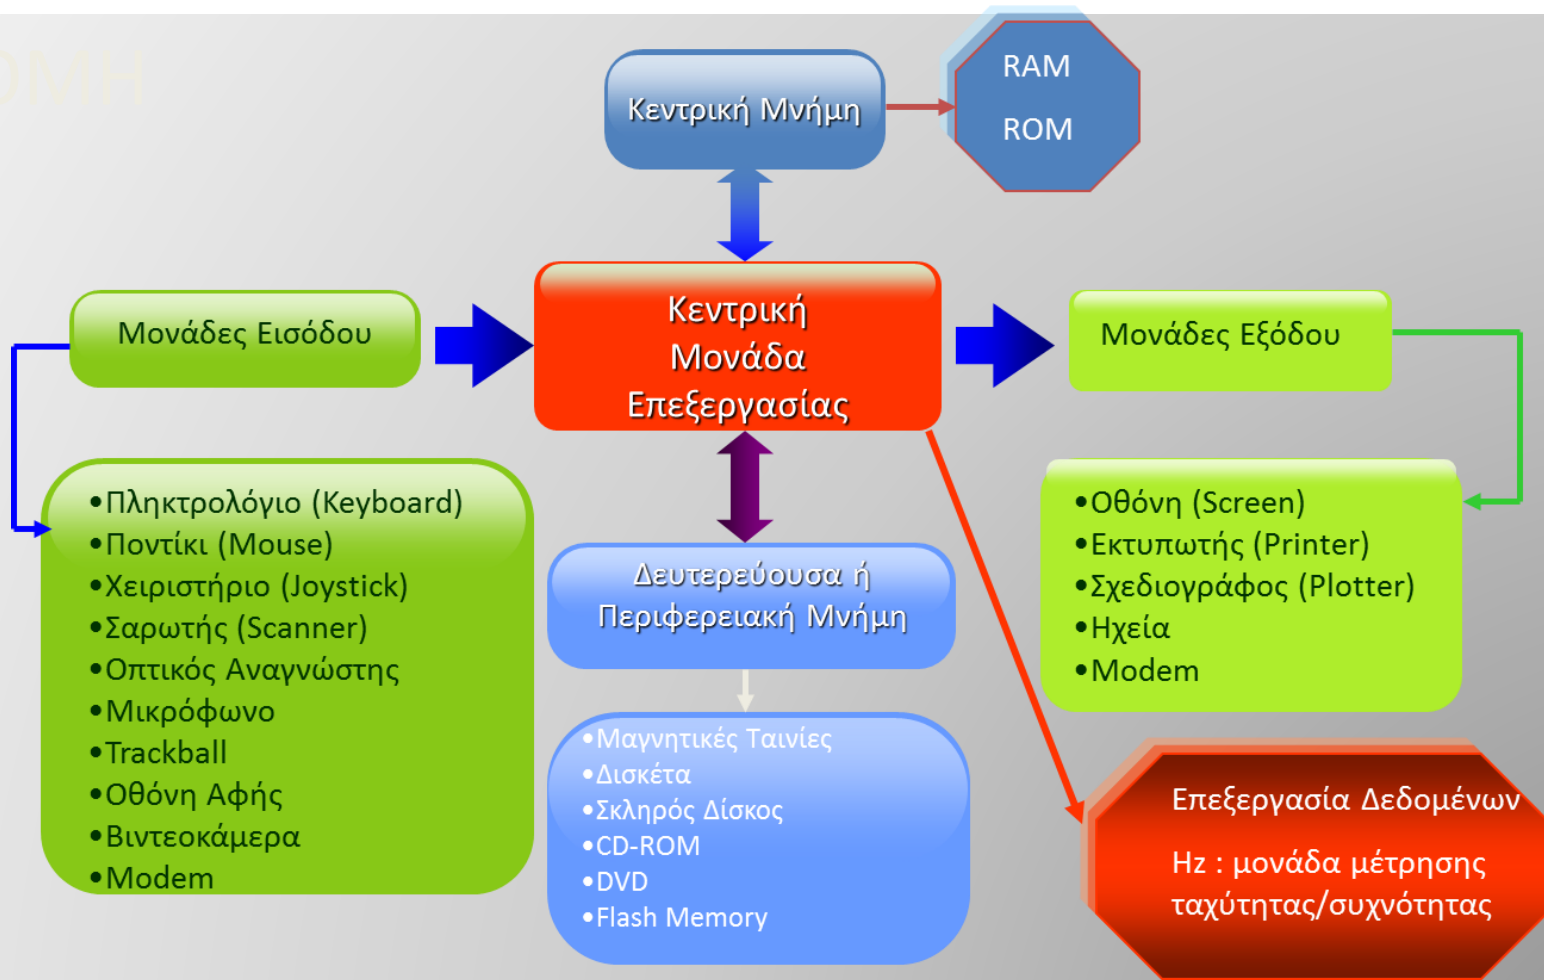 ΟΜΗ
Κεντρική Μνήμη
RAM
ROM
Μονάδες Εισόδου
Κεντρική
Μονάδα
Επεξεργασίας
Μονάδες Εξόδου
•Πληκτρολόγιο (Keyboard)
•Ποντίκι (Mouse)
•Χειριστήριο (Joystick)
•Σαρωτής (Scanner)
•Οπτικός Αναγνώστης
•Μικρόφωνο
•Trackball
•Οθόνη Αφής
•Βιντεοκάμερα
•Modem
Δευτερεύουσα ή
Περιφερειακή Μνήμη
•Μαγνητικές Ταινίες
•Δισκέτα
•Σκληρός Δίσκος
•CD-ROM
•DVD
•Flash Memory
•Οθόνη (Screen)
•Εκτυπωτής (Printer)
•Σχεδιογράφος (Plotter)
•Ηχεία
•Modem
Επεξεργασία Δεδομένων
Hz : μονάδα μέτρησης
ταχύτητας/συχνότητας